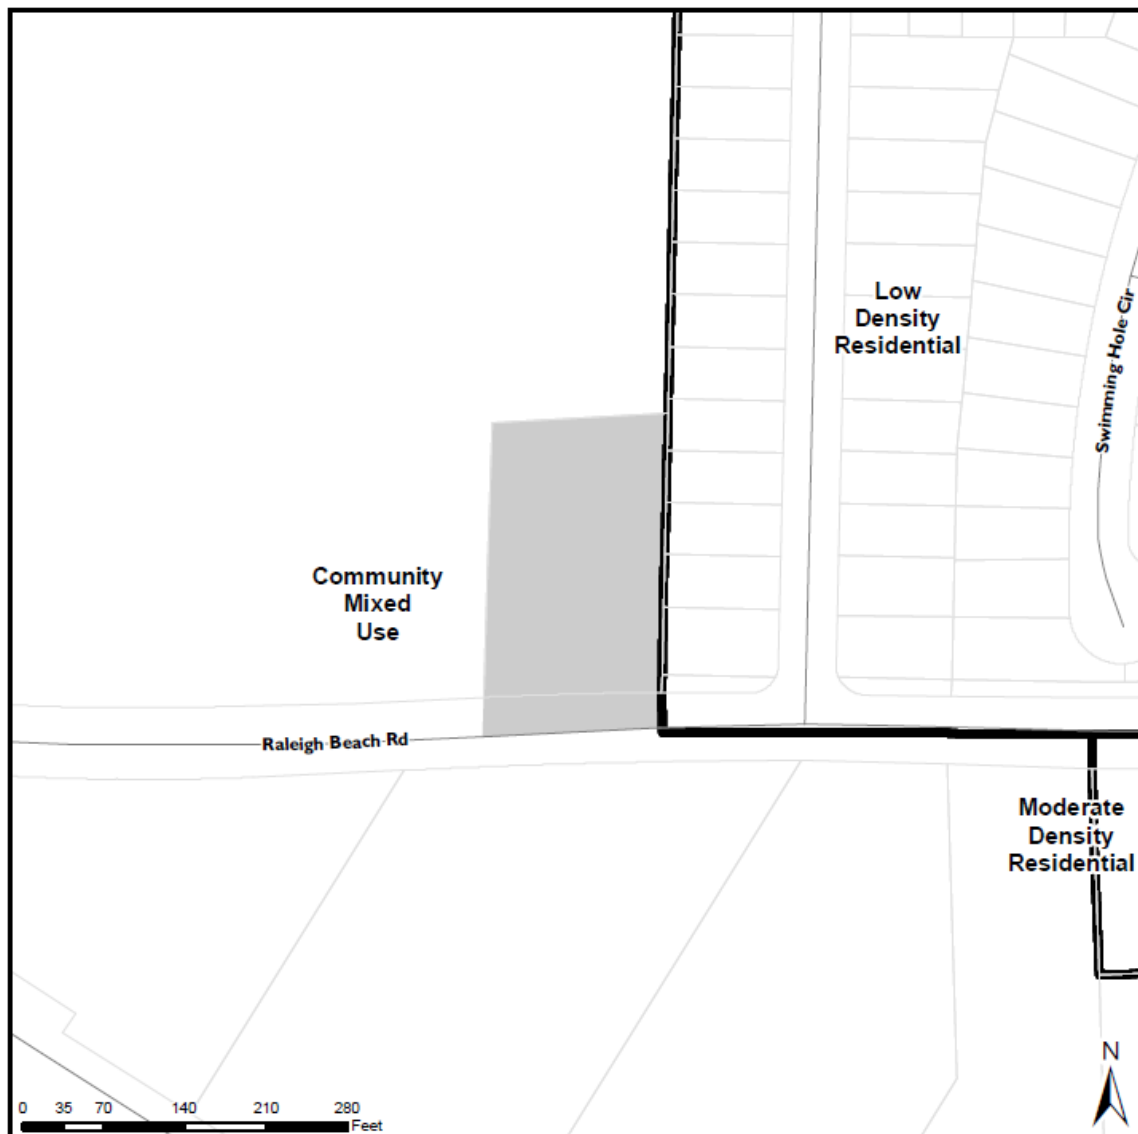 Low
Density
Residential
Swimming Hole Cir
Community
Mixed
Use
Raleigh Beach Rd
Moderate
Density
Residential
N
0 35 70 140 210 280
Feet